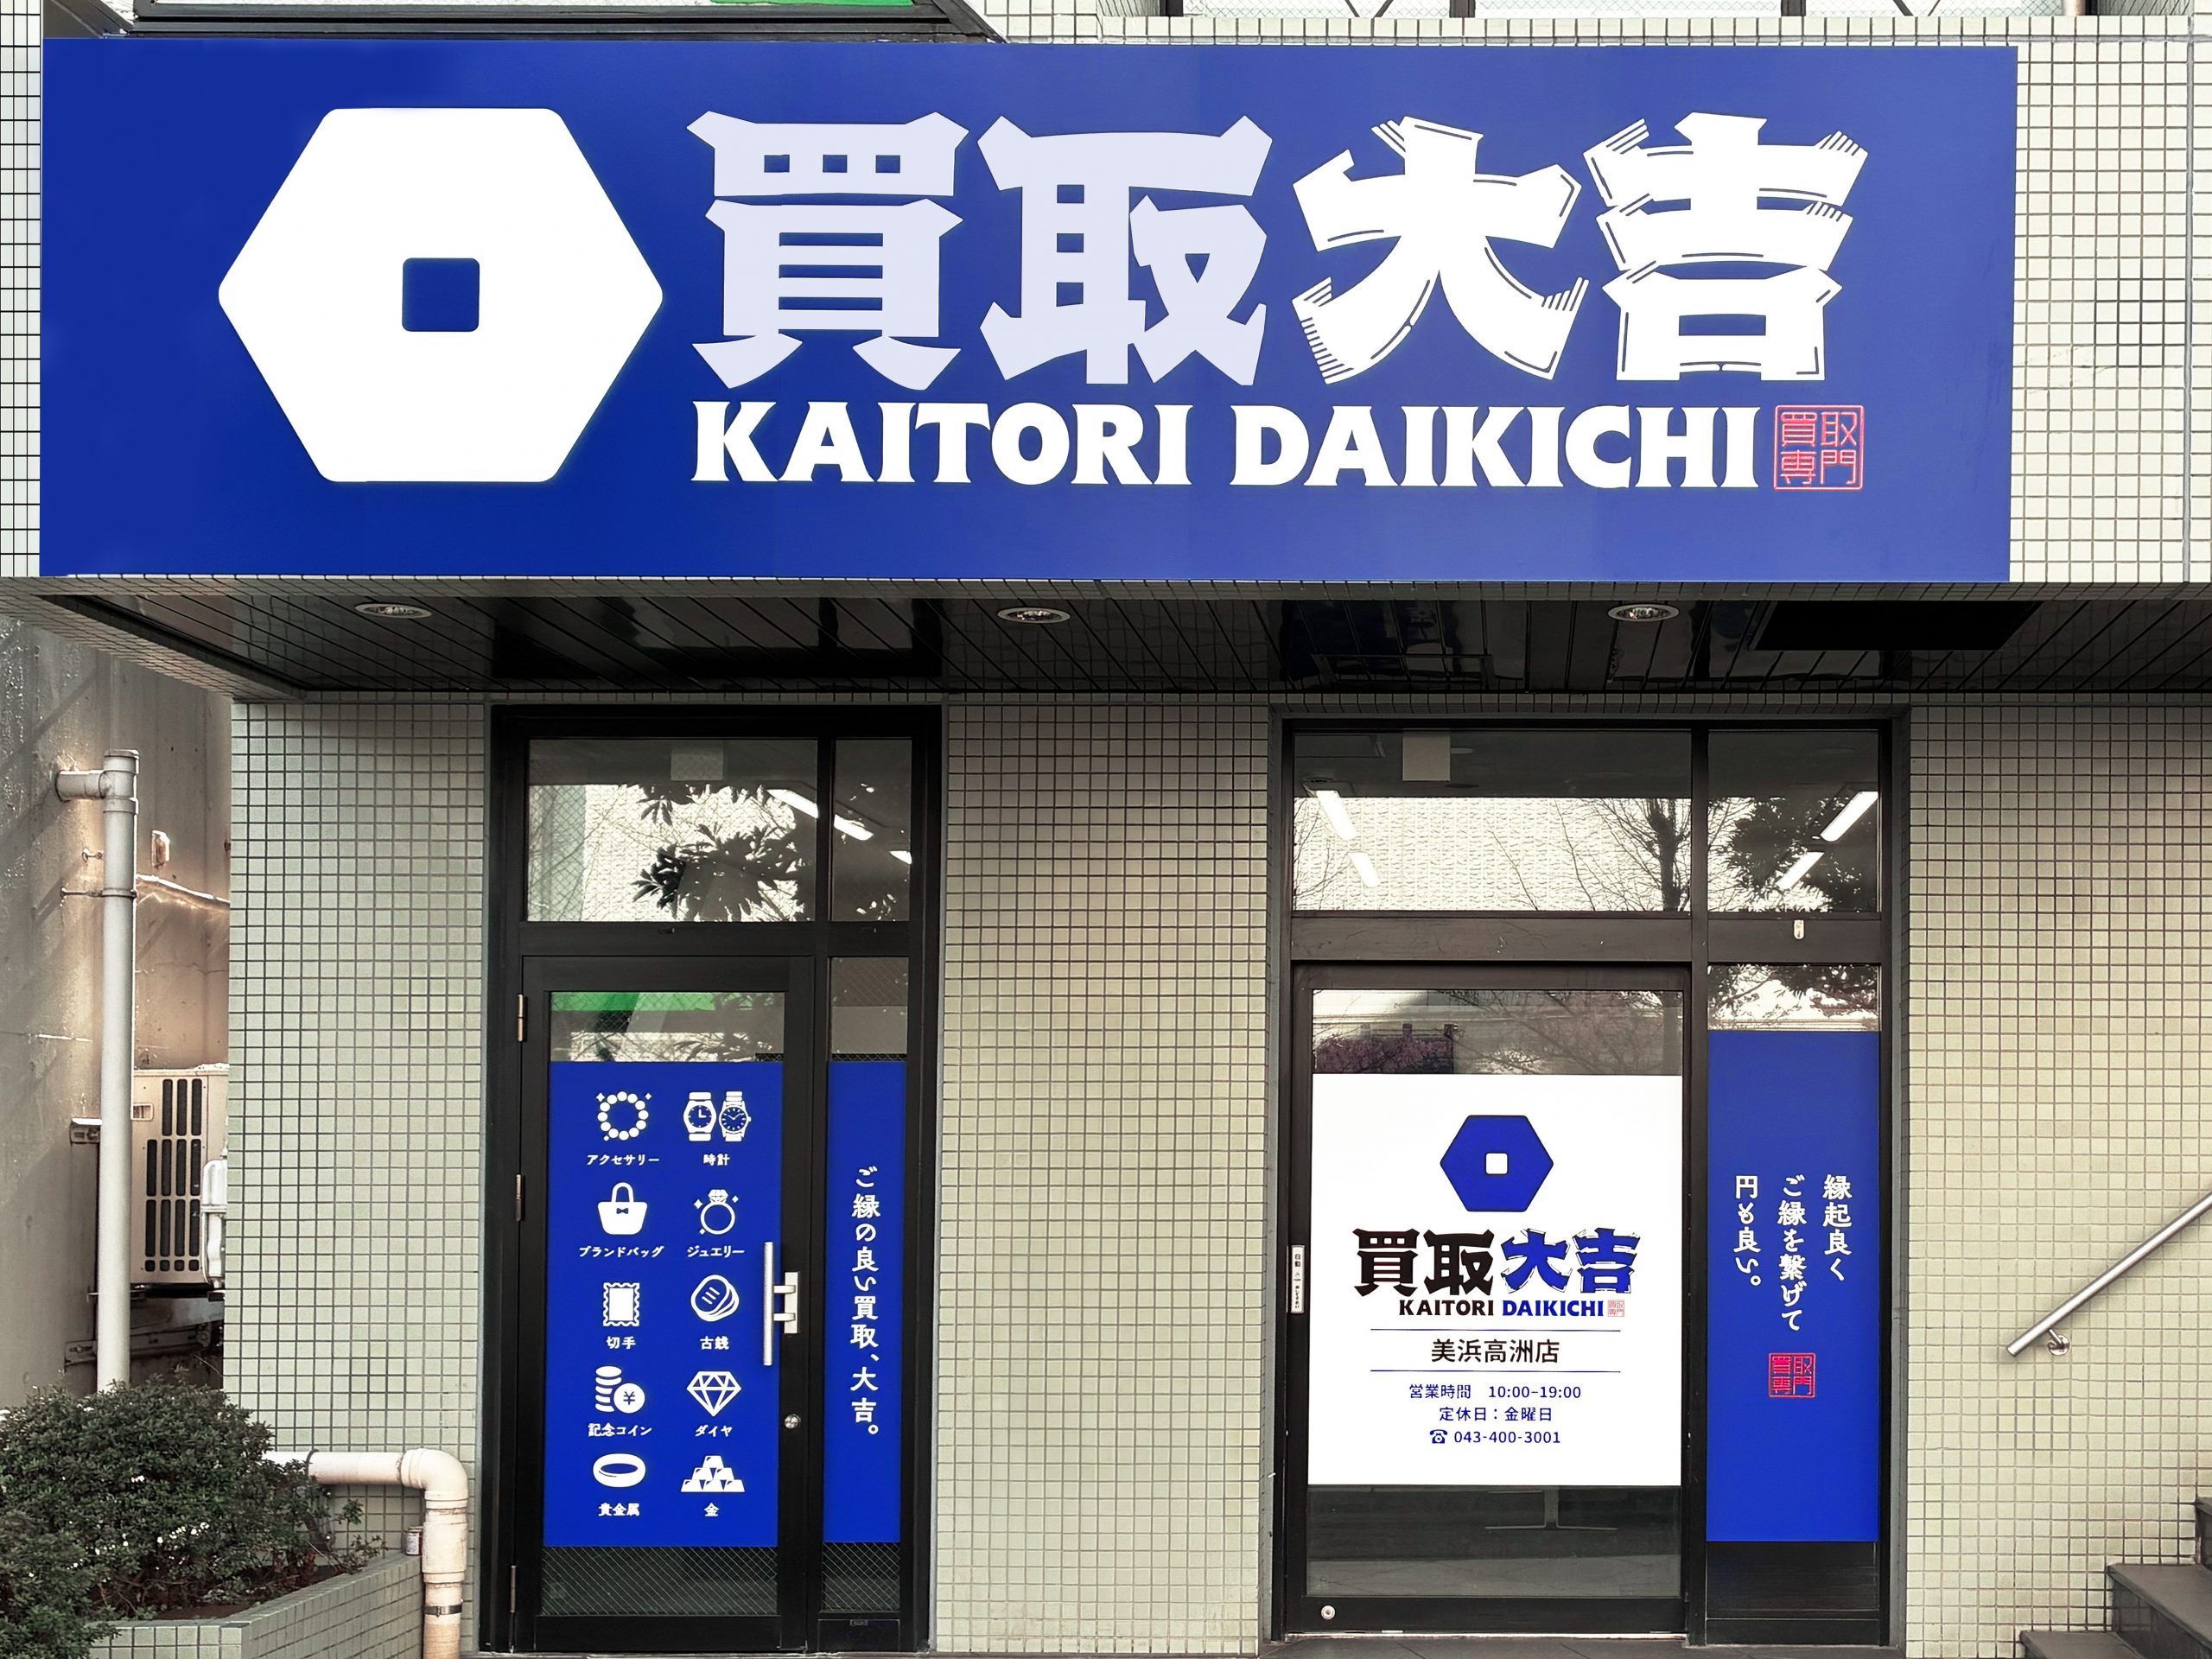 買取大吉
KAITORI DAIKICHI
買取
専門
アクセサリー
時計
ブランドバッグ
ジュエリー
切手
古銭
記念コイン
ダイヤ
貴金属
金
ご縁の良い買取、大吉。
買取大吉
KAITORI DAIKICHI
買取
専門
美浜高洲店
営業時間 10:00-19:00
定休日：金曜日
☎ 043-400-3001
縁起良く
ご縁を繋げて
円も良い。
買取
専門